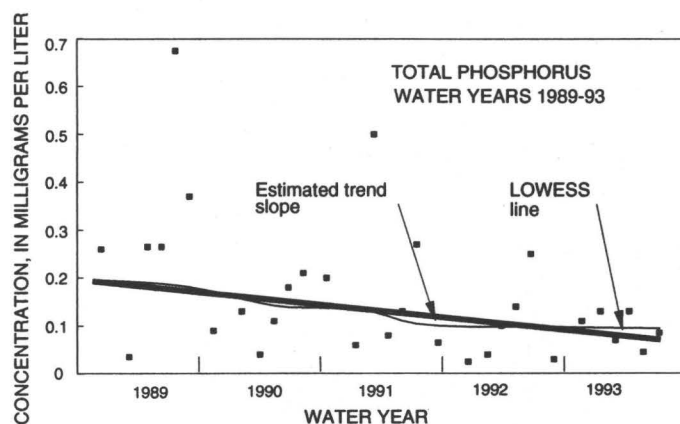 CONCENTRATION, IN MILLIGRAMS PER LITER
0.7
0.6
0.5
0.4
0.3
0.2
0.1
0
TOTAL PHOSPHORUS
WATER YEARS 1989-93
Estimated trend
slope
LOWESS
line
1989
1990
1991
1992
1993
WATER YEAR